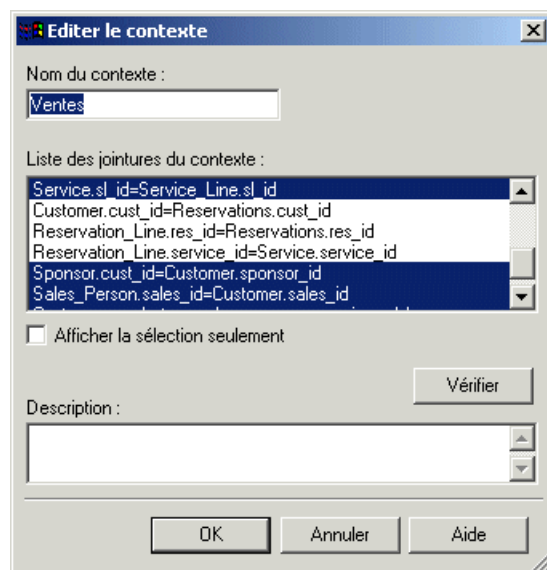 Editer le contexte
Nom du contexte :
Ventes
Liste des jointures du contexte :
Service.sl_id=Service_Line.sl_id
Customer.cust_id=Reservations.cust_id
Reservation_Line.res_id=Reservations.res_id
Reservation_Line.service_id=Service.service_id
Sponsor.cust_id=Customer.sponsor_id
Sales_Person.sales_id=Customer.sales_id
Afficher la sélection seulement
Vérifier
Description :
OK Annuler Aide